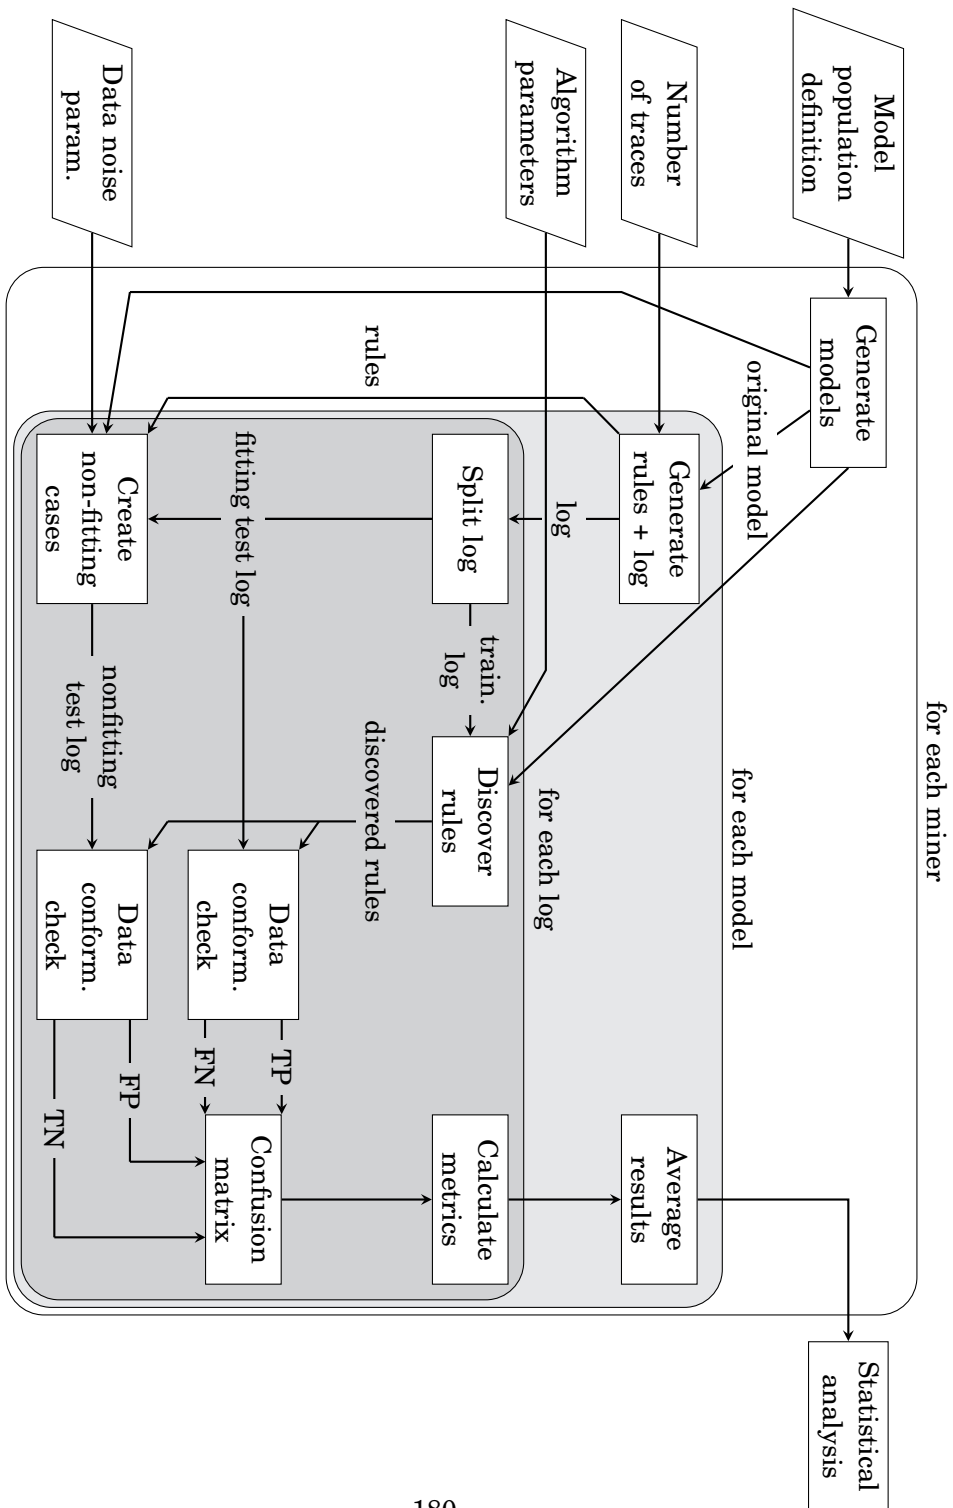 for each miner
Model
population
definition
Generate
models
Statistical
analysis
original model
for each model
Number
of traces
Generate
rules + log
Average
results
Algorithm
parameters
log
for each log
Split log
train.
log
Discover
rules
Calculate
metrics
rules
discovered rules
fitting test log
Data
conform.
check
TP
FN
Confusion
matrix
Data noise
param.
Create
non-fitting
cases
nonfitting
test log
Data
conform.
check
FP
TN
180